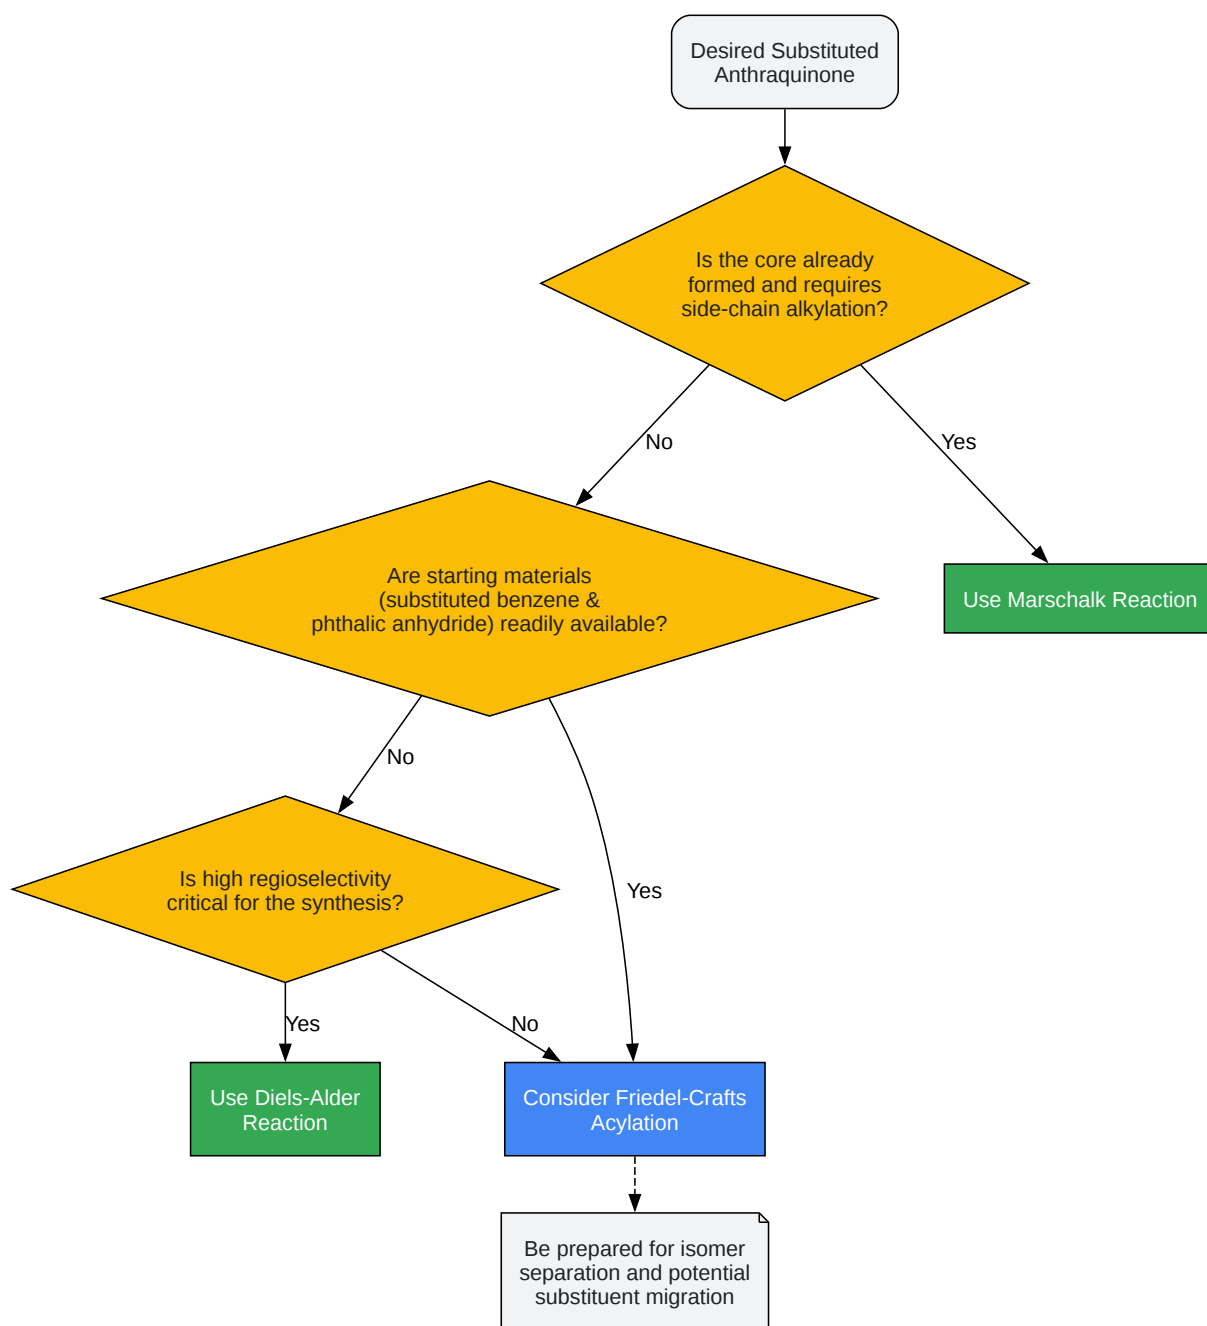 Desired Substituted
Anthraquinone
Is the core already
formed and requires
side-chain alkylation?
No
Yes
Are starting materials
(substituted benzene &
phthalic anhydride) readily available?
Use Marschalk Reaction
No
Yes
Is high regioselectivity
critical for the synthesis?
Yes
No
Use Diels-Alder
Reaction
Consider Friedel-Crafts
Acylation
Be prepared for isomer
separation and potential
substituent migration